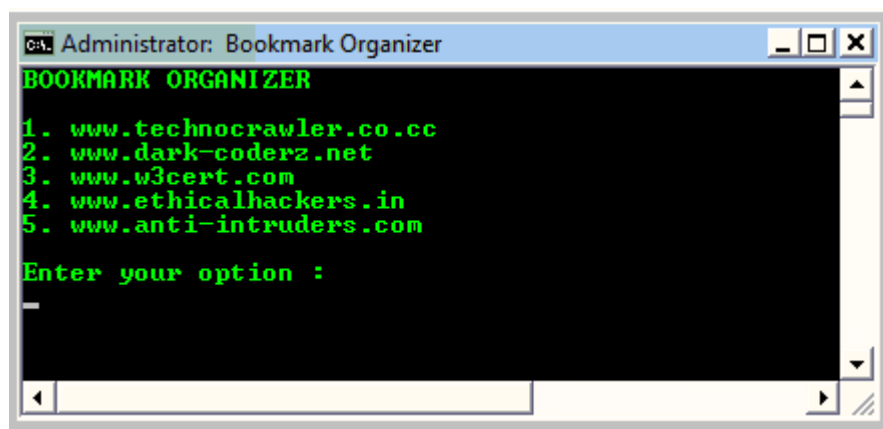 Administrator: Bookmark Organizer
BOOKMARK ORGANIZER
1. www.technocrawler.co.cc
2. www.dark-coderz.net
3. www.w3cert.com
4. www.ethicalhackers.in
5. www.anti-intruders.com
Enter your option :